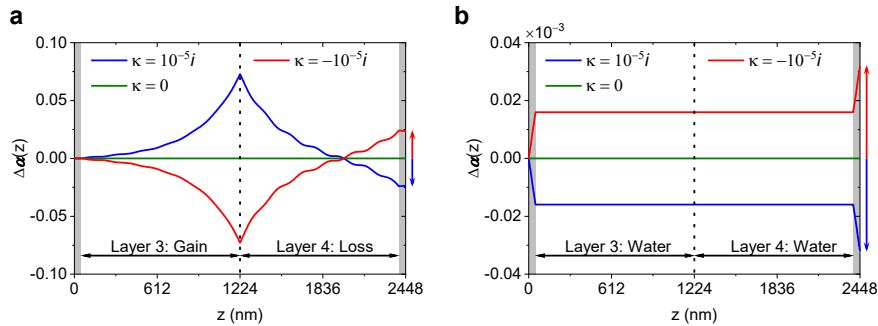 a
0.10
0.05
0.00
-0.05
-0.10
Δα(z)
κ = 10⁻⁵i
κ = −10⁻⁵i
κ = 0
Layer 3: Gain
Layer 4: Loss
0
612
1224
1836
2448
z (nm)
b
×10⁻³
0.04
0.02
0.00
-0.02
-0.04
Δα(z)
κ = 10⁻⁵i
κ = −10⁻⁵i
κ = 0
Layer 3: Water
Layer 4: Water
0
612
1224
1836
2448
z (nm)